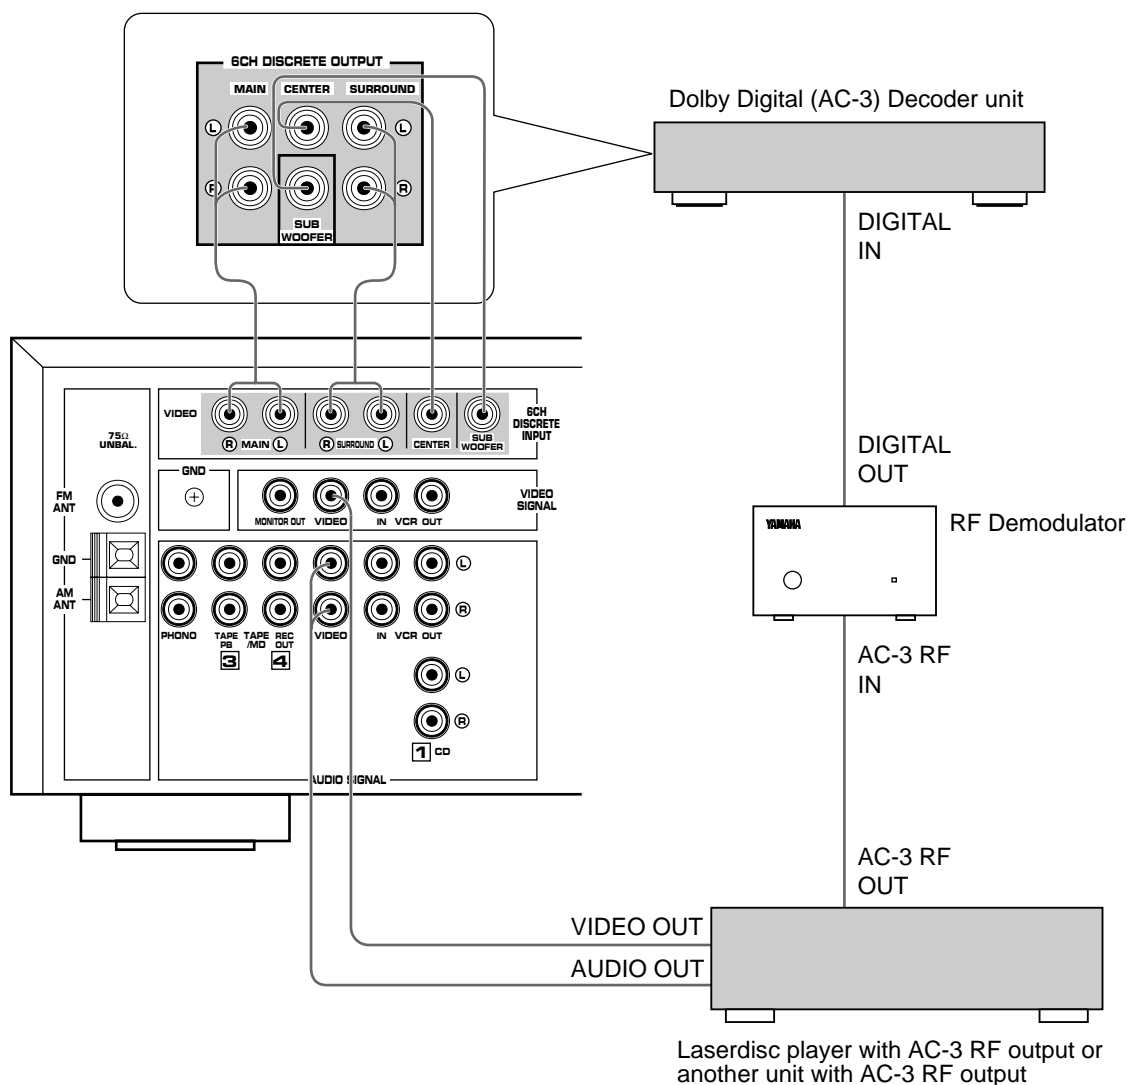 6CH DISCRETE OUTPUT
MAIN CENTER SURROUND
L L
R R
SUB
WOOFER
Dolby Digital (AC-3) Decoder unit
DIGITAL
IN
VIDEO
R MAIN L
R SURROUND L
CENTER
SUB
WOOFER
6CH
DISCRETE
INPUT
75Ω
UNBAL.
FM
ANT
GND
AM
ANT
GND
MONITOR OUT VIDEO IN VCR OUT
VIDEO
SIGNAL
L
R
PHONO
TAPE
PB
3
TAPE
/MD
REC
OUT
4
VIDEO
IN VCR OUT
L
R
1 CD
AUDIO SIGNAL
DIGITAL
OUT
YAMAHA
RF Demodulator
AC-3 RF
IN
AC-3 RF
OUT
VIDEO OUT
AUDIO OUT
Laserdisc player with AC-3 RF output or
another unit with AC-3 RF output